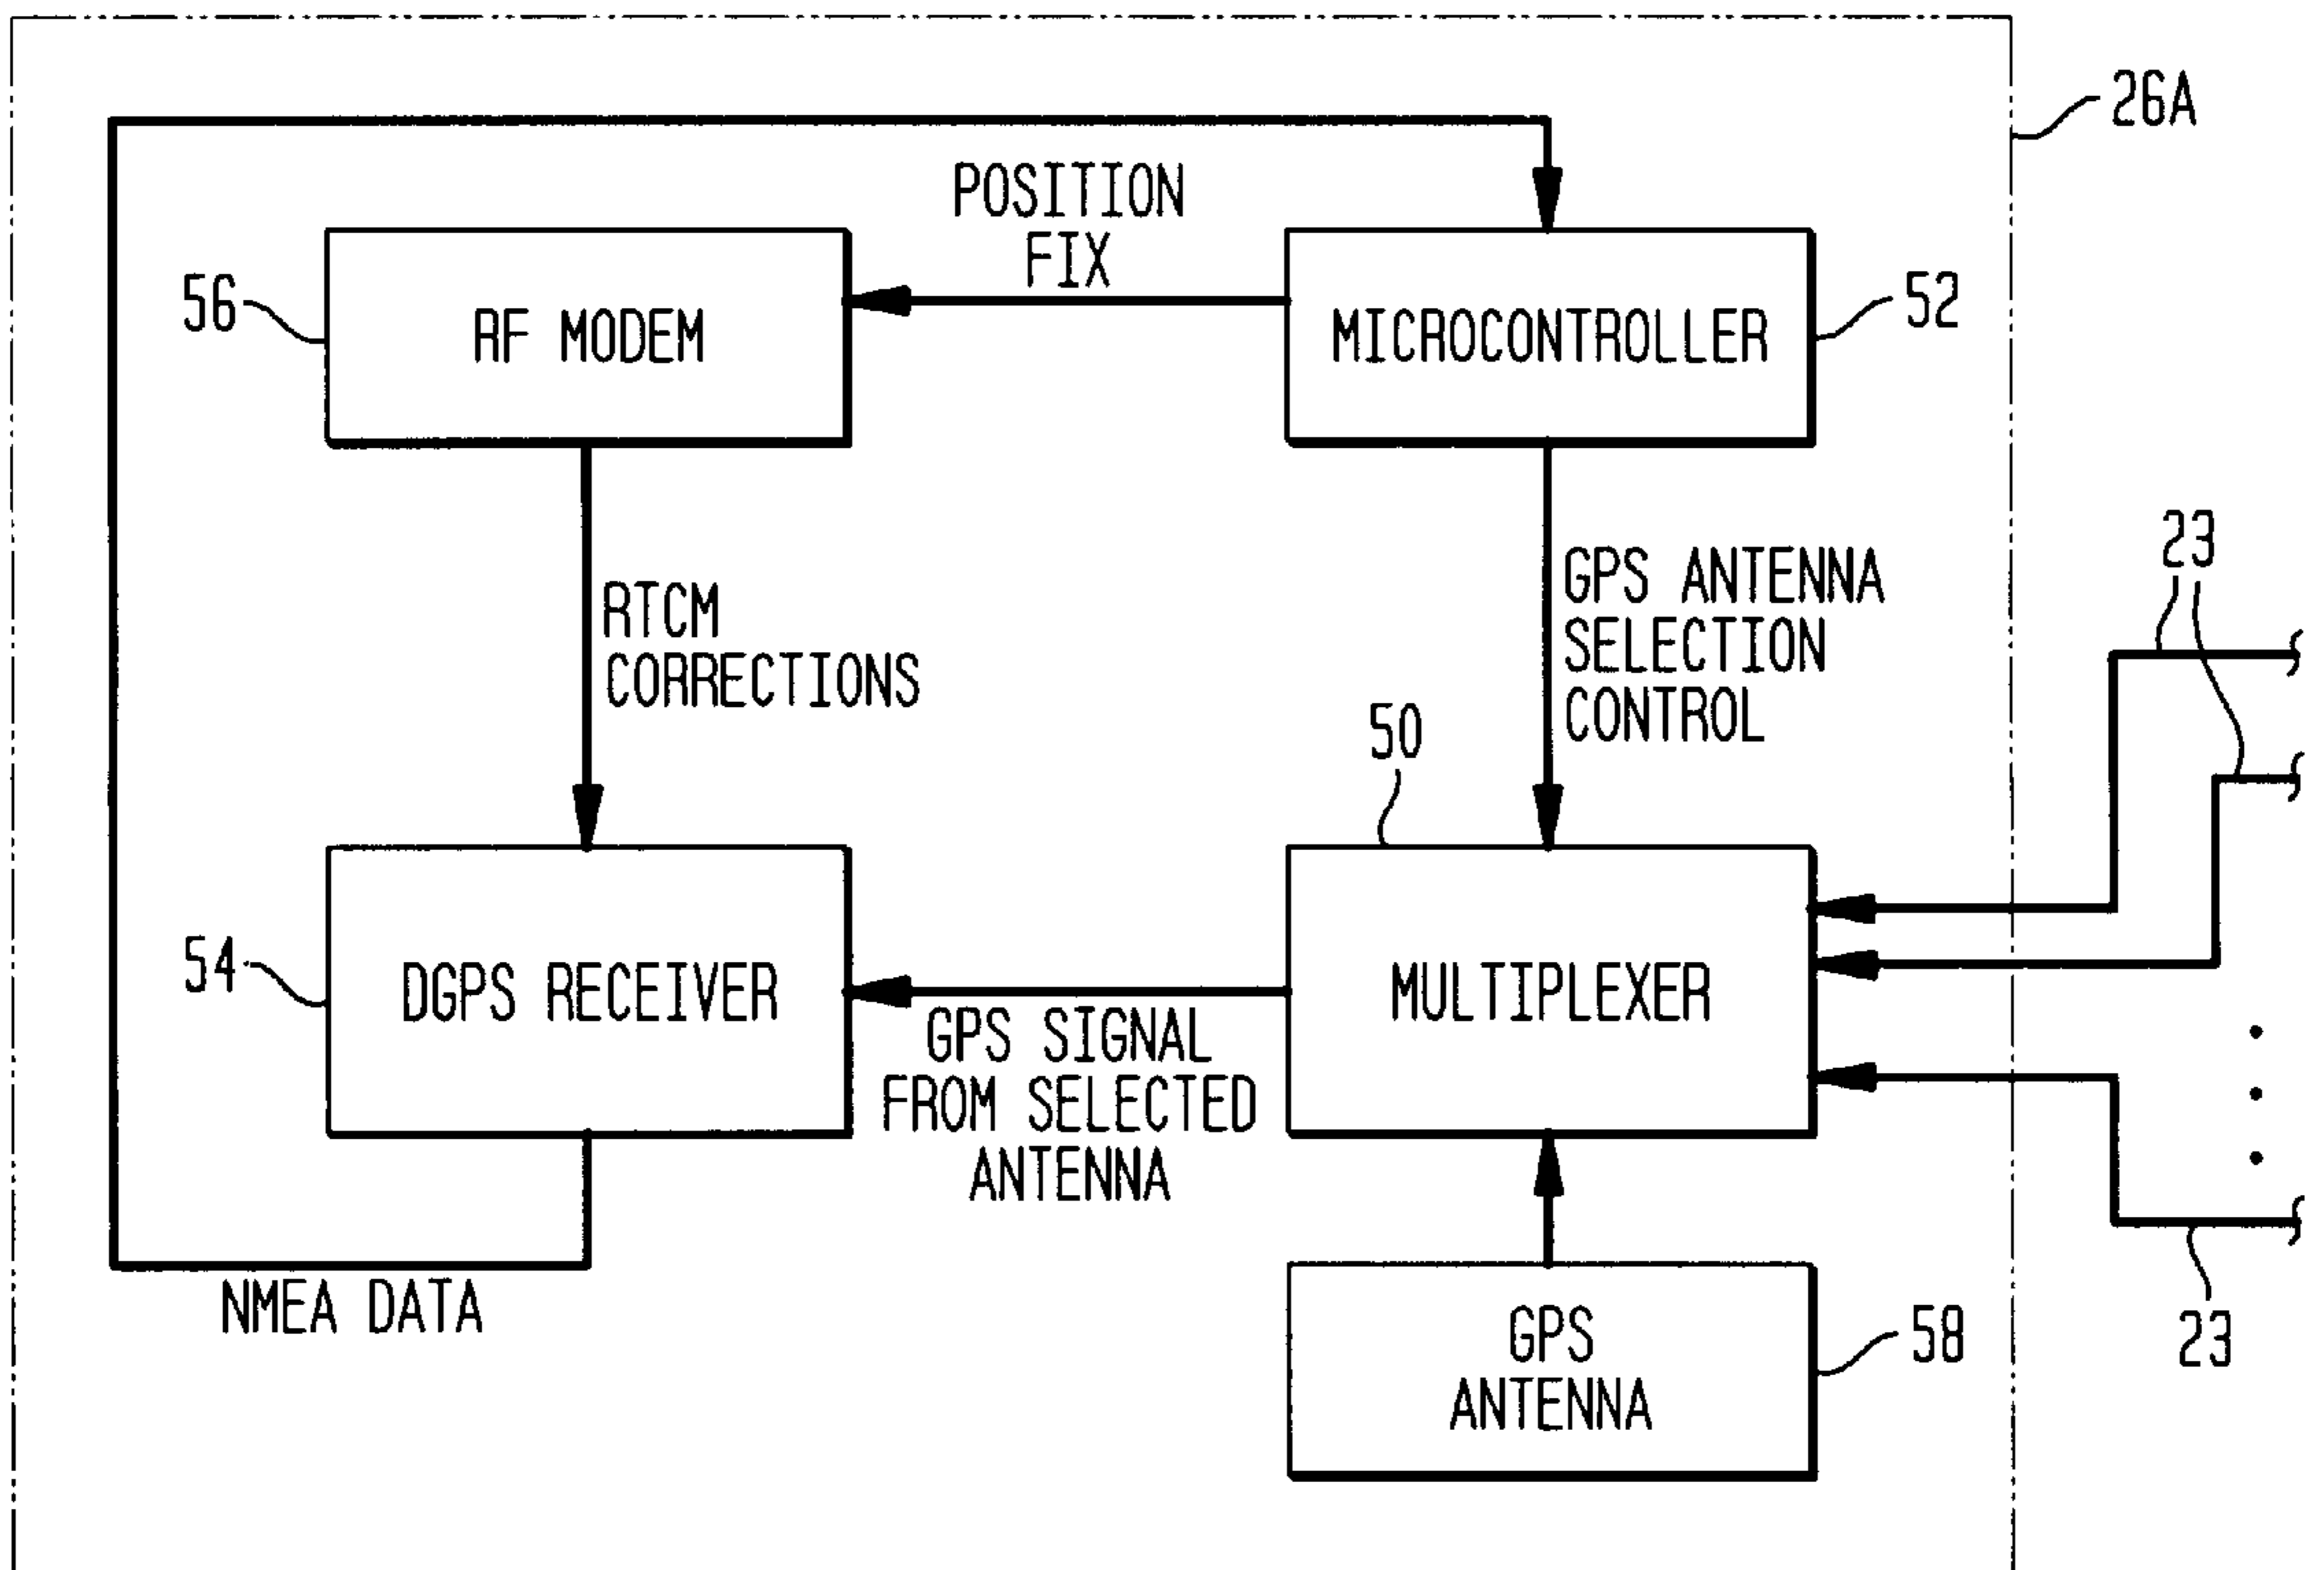 26A
POSITION
FIX
56
RF MODEM
MICROCONTROLLER
52
RTCM
CORRECTIONS
GPS ANTENNA
SELECTION
CONTROL
23
50
54
DGPS RECEIVER
MULTIPLEXER
GPS SIGNAL
FROM SELECTED
ANTENNA
NMEA DATA
GPS
ANTENNA
58
23